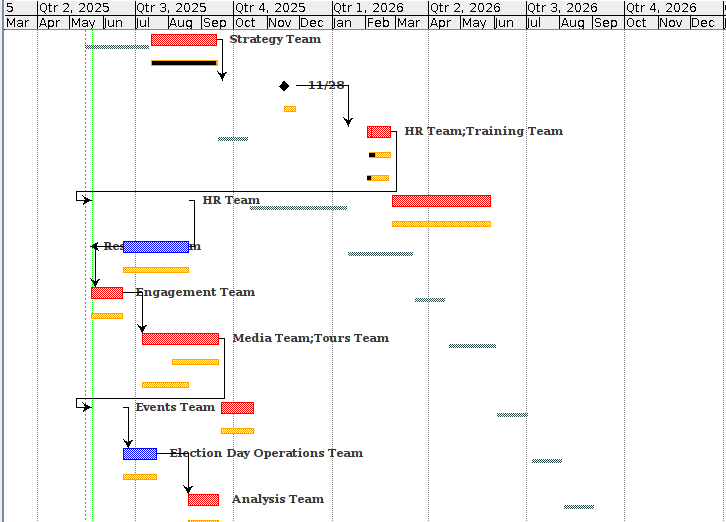 5 Qtr 2, 2025 Qtr 3, 2025 Qtr 4, 2025 Qtr 1, 2026 Qtr 2, 2026 Qtr 3, 2026 Qtr 4, 2026
Mar Apr May Jun Jul Aug Sep Oct Nov Dec Jan Feb Mar Apr May Jun Jul Aug Sep Oct Nov Dec
Strategy Team
11/28
HR Team;Training Team
HR Team
Engagement Team
Media Team;Tours Team
Events Team
Election Day Operations Team
Analysis Team